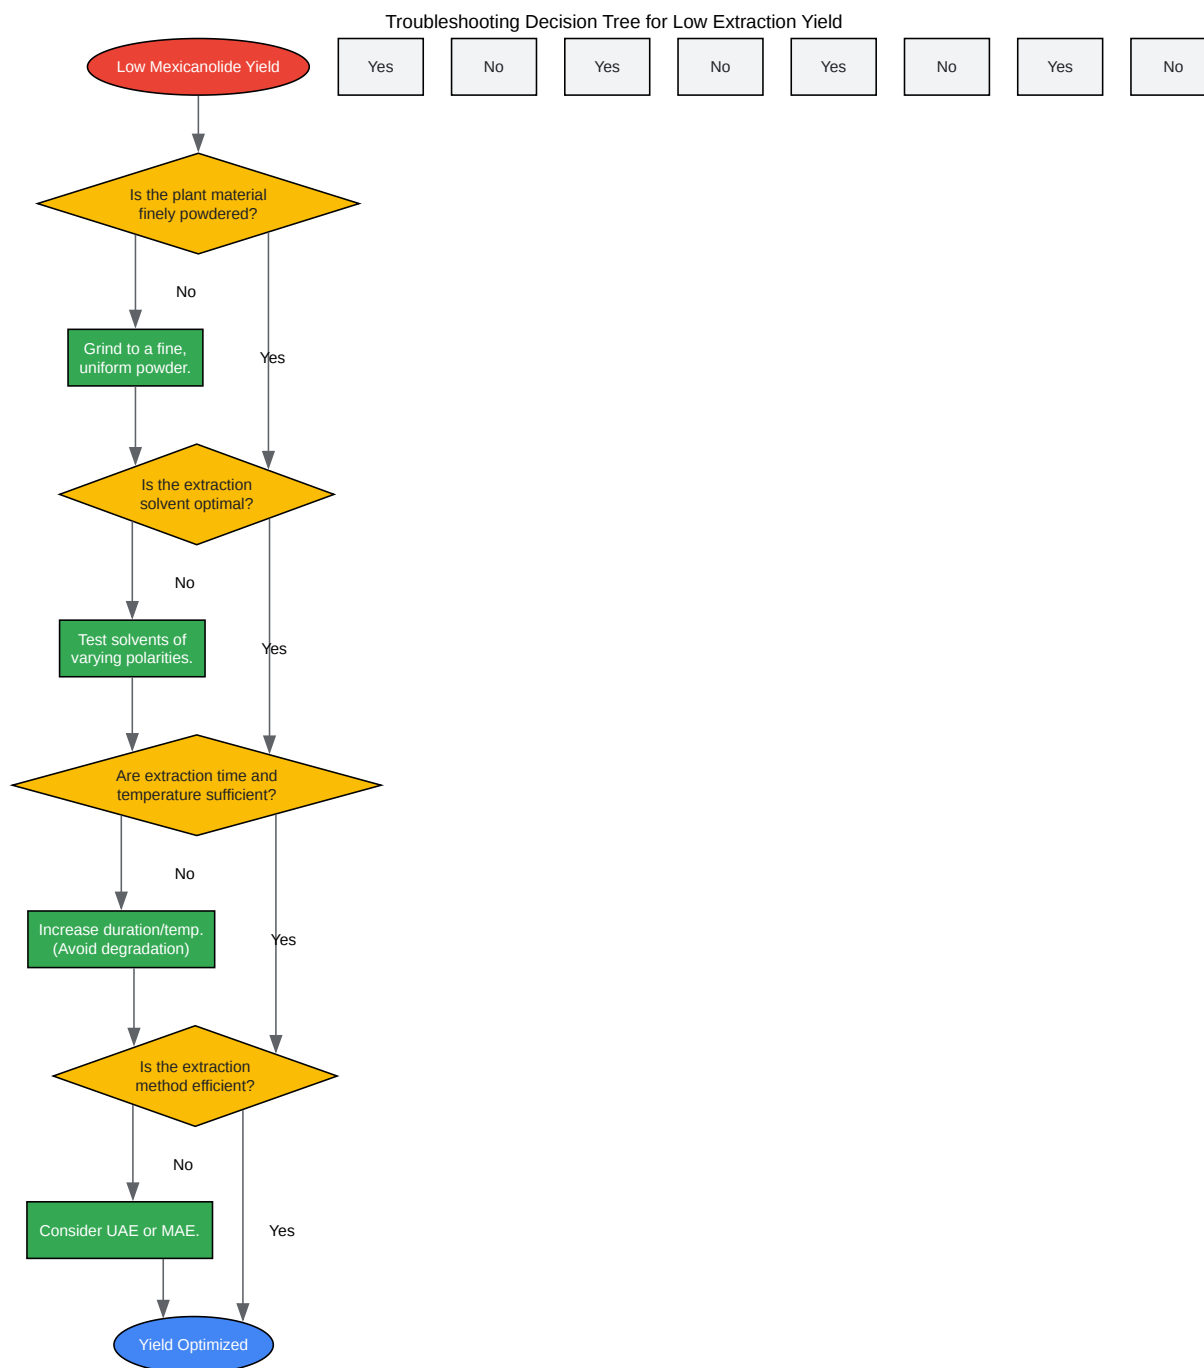 Troubleshooting Decision Tree for Low Extraction Yield
Low Mexicanolide Yield
Yes
No
Yes
No
Yes
No
Yes
No
Is the plant material
finely powdered?
No
Grind to a fine,
uniform powder.
Yes
Is the extraction
solvent optimal?
No
Test solvents of
varying polarities.
Yes
Are extraction time and
temperature sufficient?
No
Increase duration/temp.
(Avoid degradation)
Yes
Is the extraction
method efficient?
No
Consider UAE or MAE.
Yes
Yield Optimized